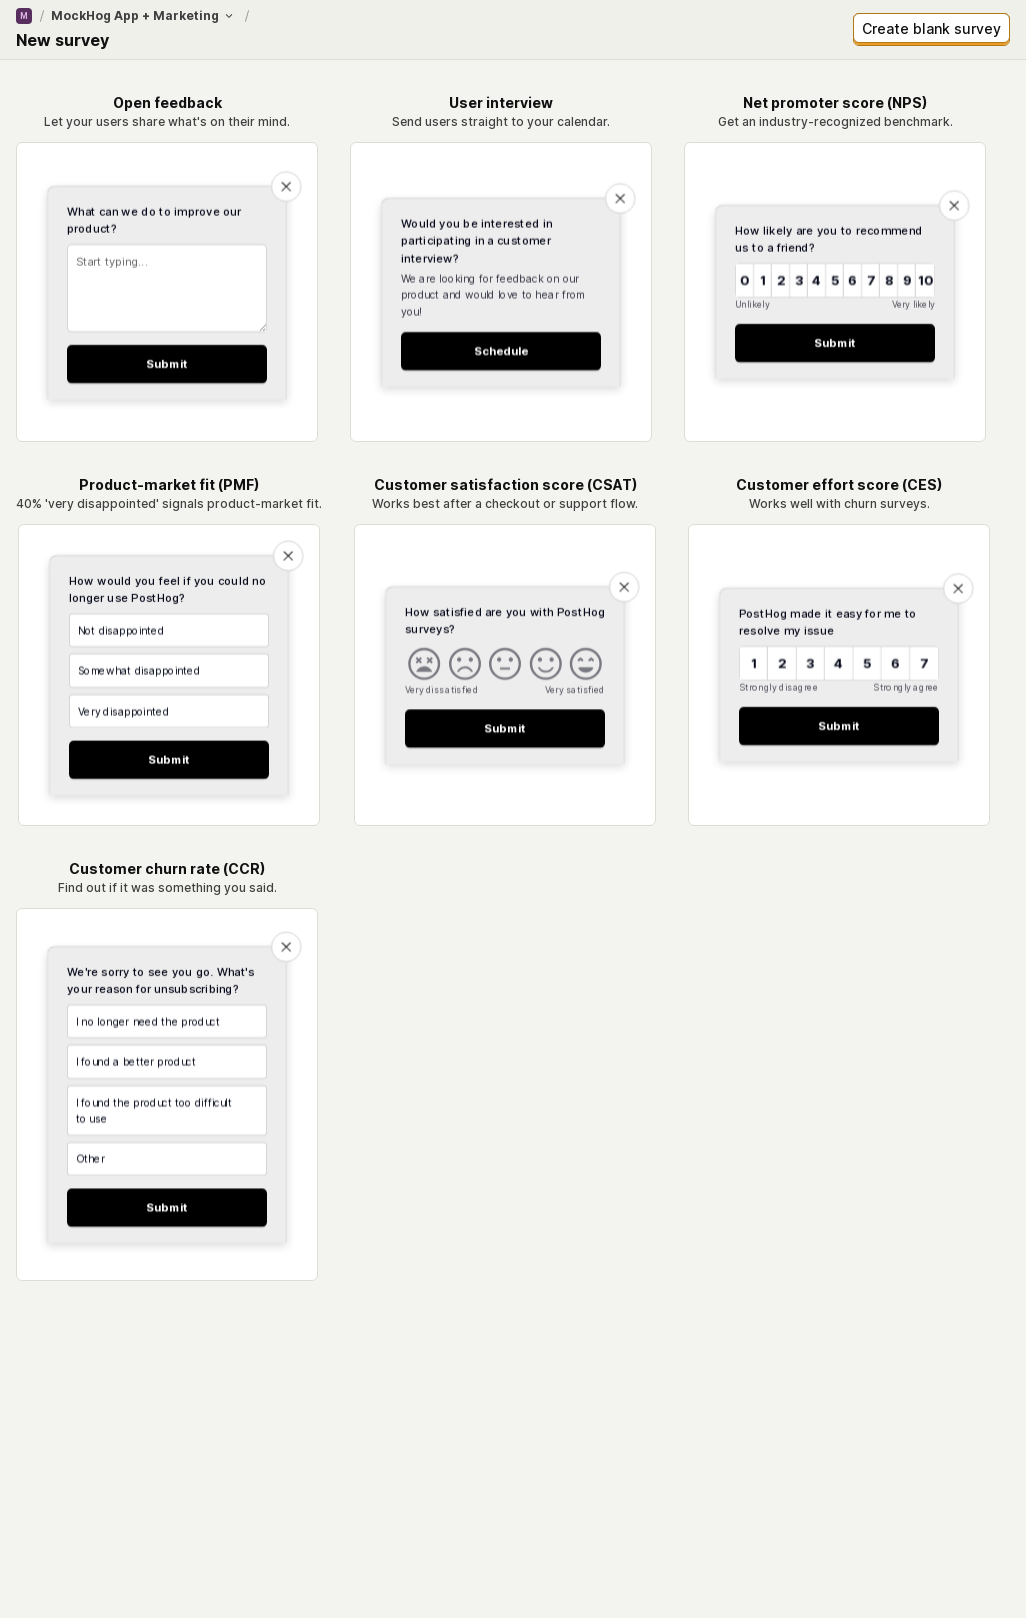 M / MockHog App + Marketing /
New survey
Create blank survey
Open feedback
Let your users share what's on their mind.
What can we do to improve our
product?
Start typing...
Submit
User interview
Send users straight to your calendar.
Would you be interested in
participating in a customer
interview?
We are looking for feedback on our
product and would love to hear from
you!
Schedule
Net promoter score (NPS)
Get an industry-recognized benchmark.
How likely are you to recommend
us to a friend?
0 1 2 3 4 5 6 7 8 9 10
Unlikely Very likely
Submit
Product-market fit (PMF)
40% 'very disappointed' signals product-market fit.
How would you feel if you could no
longer use PostHog?
Not disappointed
Somewhat disappointed
Very disappointed
Submit
Customer satisfaction score (CSAT)
Works best after a checkout or support flow.
How satisfied are you with PostHog
surveys?
Very dissatisfied Very satisfied
Submit
Customer effort score (CES)
Works well with churn surveys.
PostHog made it easy for me to
resolve my issue
1 2 3 4 5 6 7
Strongly disagree Strongly agree
Submit
Customer churn rate (CCR)
Find out if it was something you said.
We're sorry to see you go. What's
your reason for unsubscribing?
I no longer need the product
I found a better product
I found the product too difficult
to use
Other
Submit